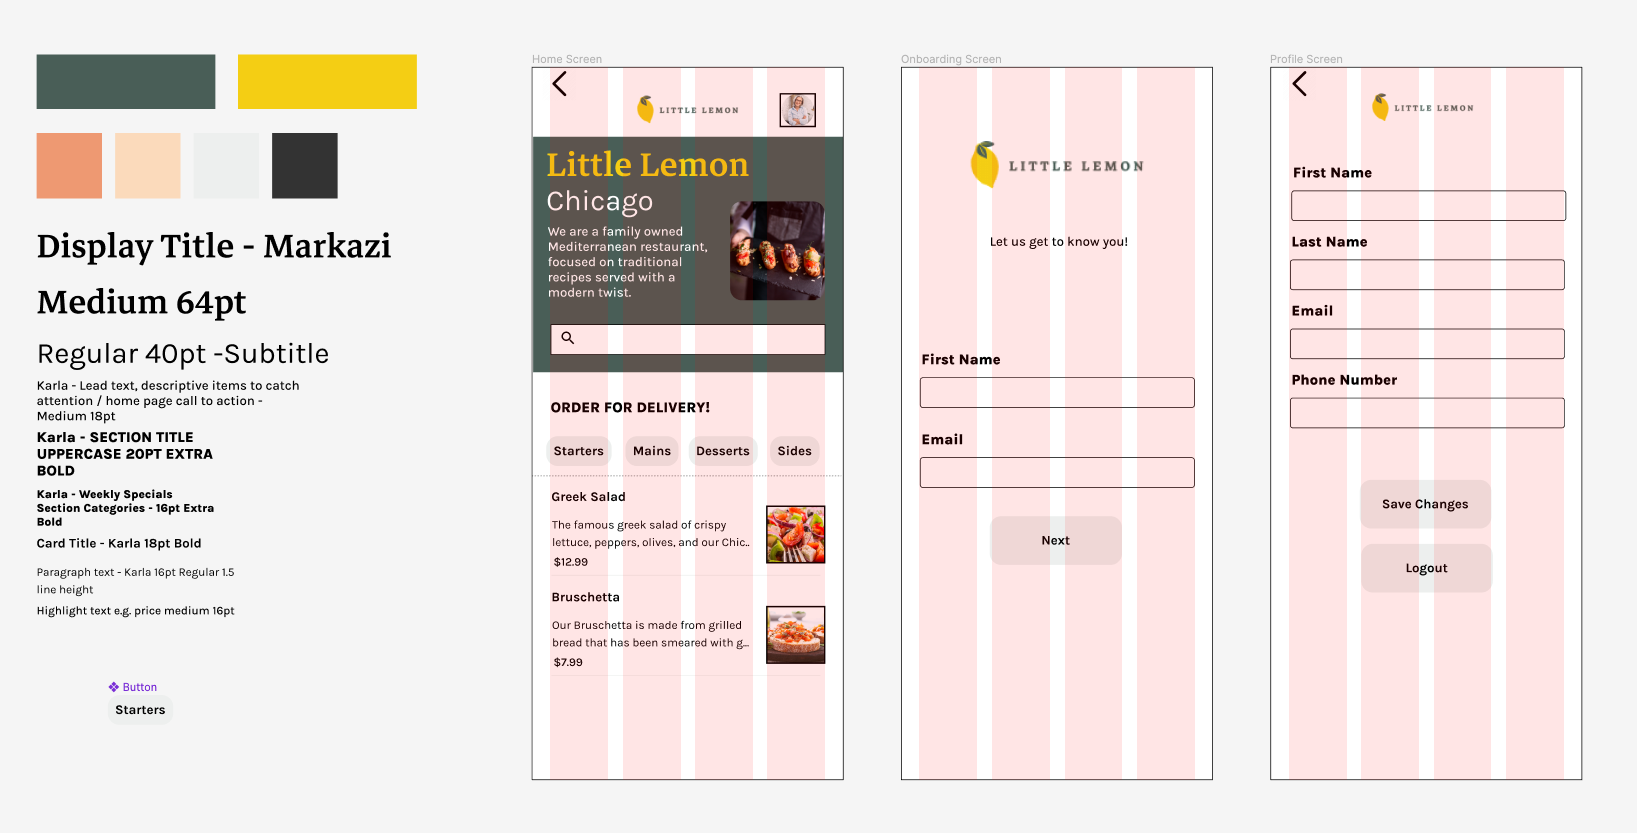 Display Title - Markazi
Medium 64pt
Regular 40pt -Subtitle
Karla - Lead text, descriptive items to catch
attention / home page call to action -
Medium 18pt
Karla - SECTION TITLE
UPPERCASE 20PT EXTRA
BOLD
Karla - Weekly Specials
Section Categories - 16pt Extra
Bold
Card Title - Karla 18pt Bold
Paragraph text - Karla 16pt Regular 1.5
line height
Highlight text e.g. price medium 16pt
Button
Starters
Home Screen
LITTLE LEMON
Little Lemon
Chicago
We are a family owned
Mediterranean restaurant,
focused on traditional
recipes served with a
modern twist.
ORDER FOR DELIVERY!
Starters
Mains
Desserts
Sides
Greek Salad
The famous greek salad of crispy
lettuce, peppers, olives, and our Chic..
$12.99
Bruschetta
Our Bruschetta is made from grilled
bread that has been smeared with g...
$7.99
Onboarding Screen
LITTLE LEMON
Let us get to know you!
First Name
Email
Next
Profile Screen
LITTLE LEMON
First Name
Last Name
Email
Phone Number
Save Changes
Logout